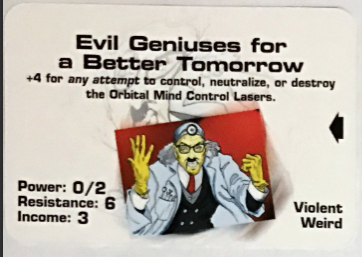 Evil Geniuses for
a Better Tomorrow
+4 for any attempt to control, neutralize, or destroy
the Orbital Mind Control Lasers.
Power: 0/2
Resistance: 6
Income: 3
Violent
Weird